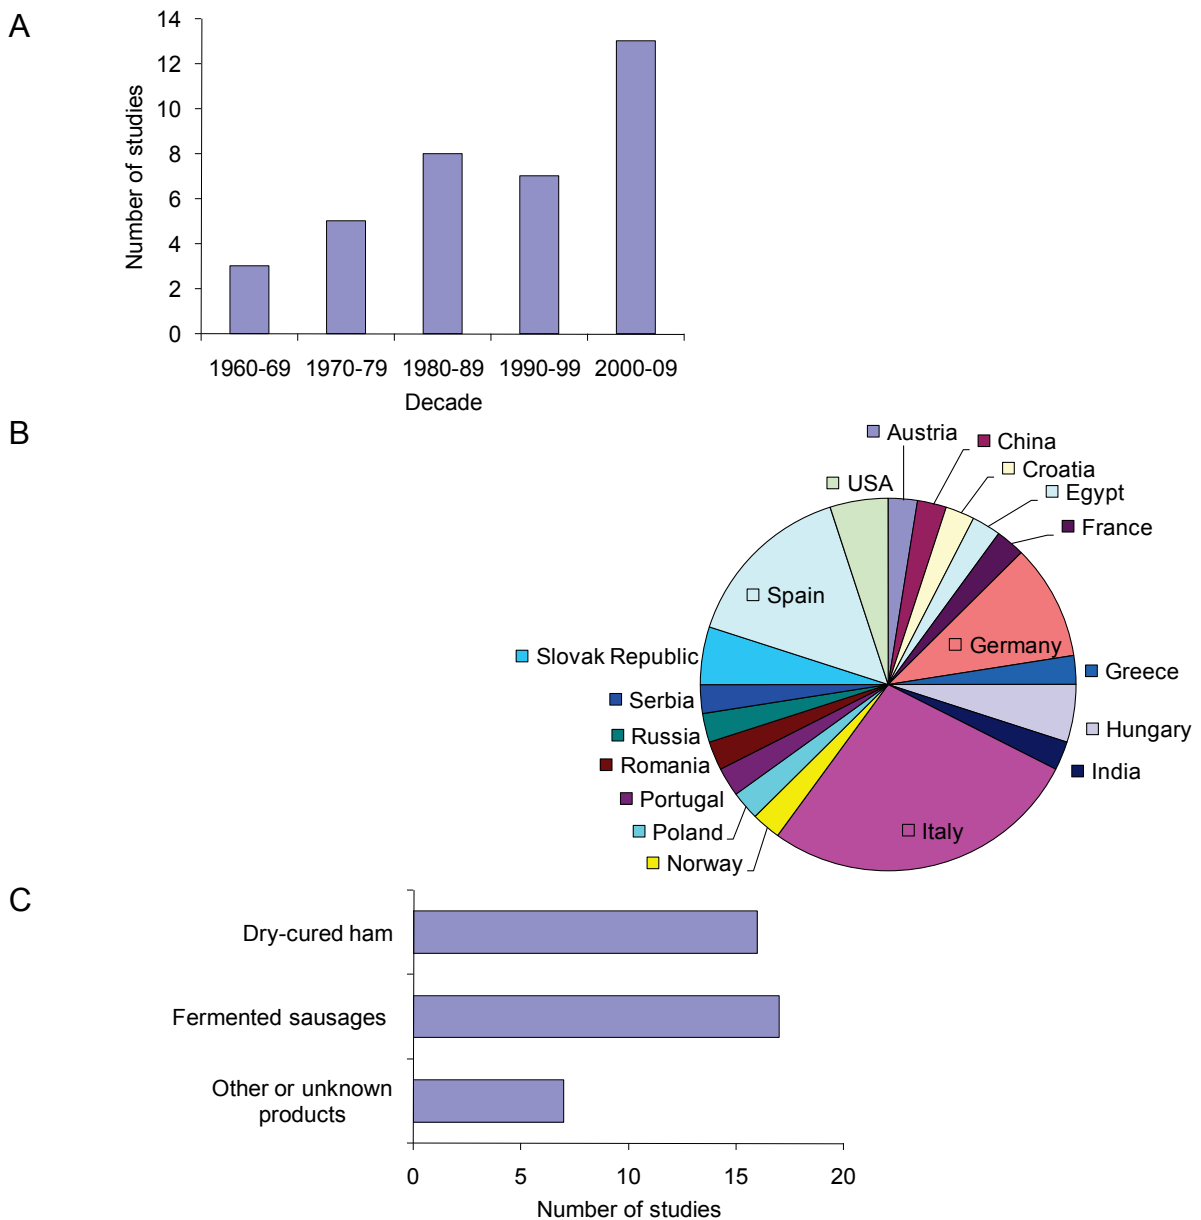 A
14
12
10
8
6
4
2
0
Number of studies
1960-69 1970-79 1980-89 1990-99 2000-09
Decade
B
Austria
China
Croatia
Egypt
France
USA
Spain
Germany
Slovak Republic
Greece
Serbia
Hungary
Russia
Romania
India
Portugal
Poland
Italy
Norway
C
Dry-cured ham
Fermented sausages
Other or unknown
products
0 5 10 15 20
Number of studies